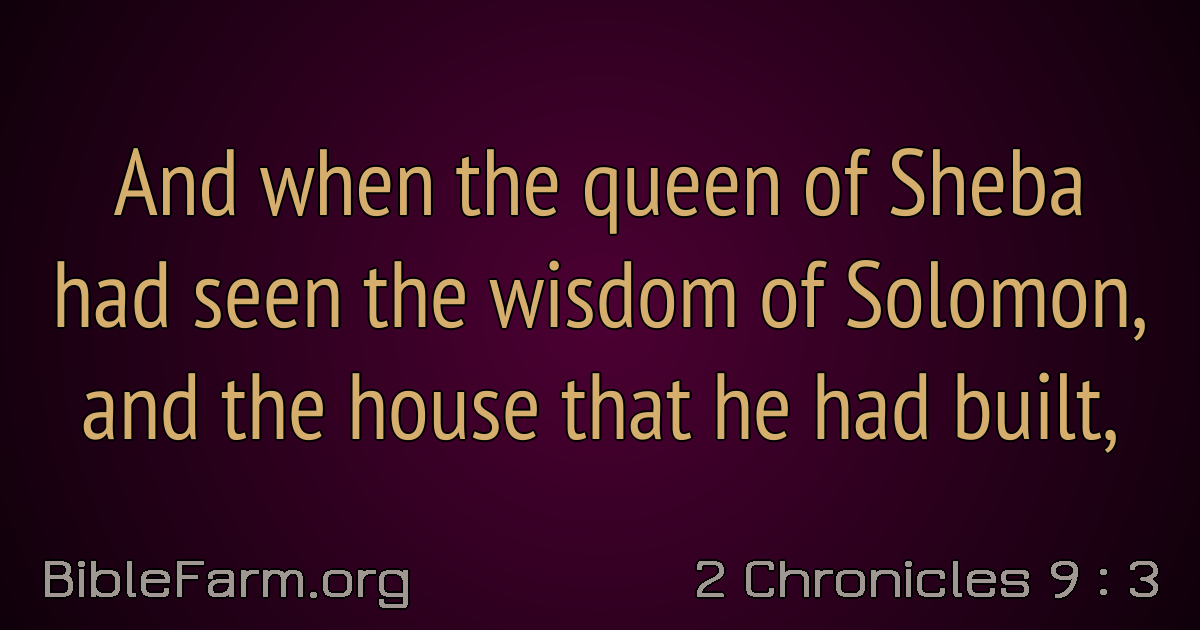 And when the queen of Sheba
had seen the wisdom of Solomon,
and the house that he had built,
BibleFarm.org
2 Chronicles 9 : 3